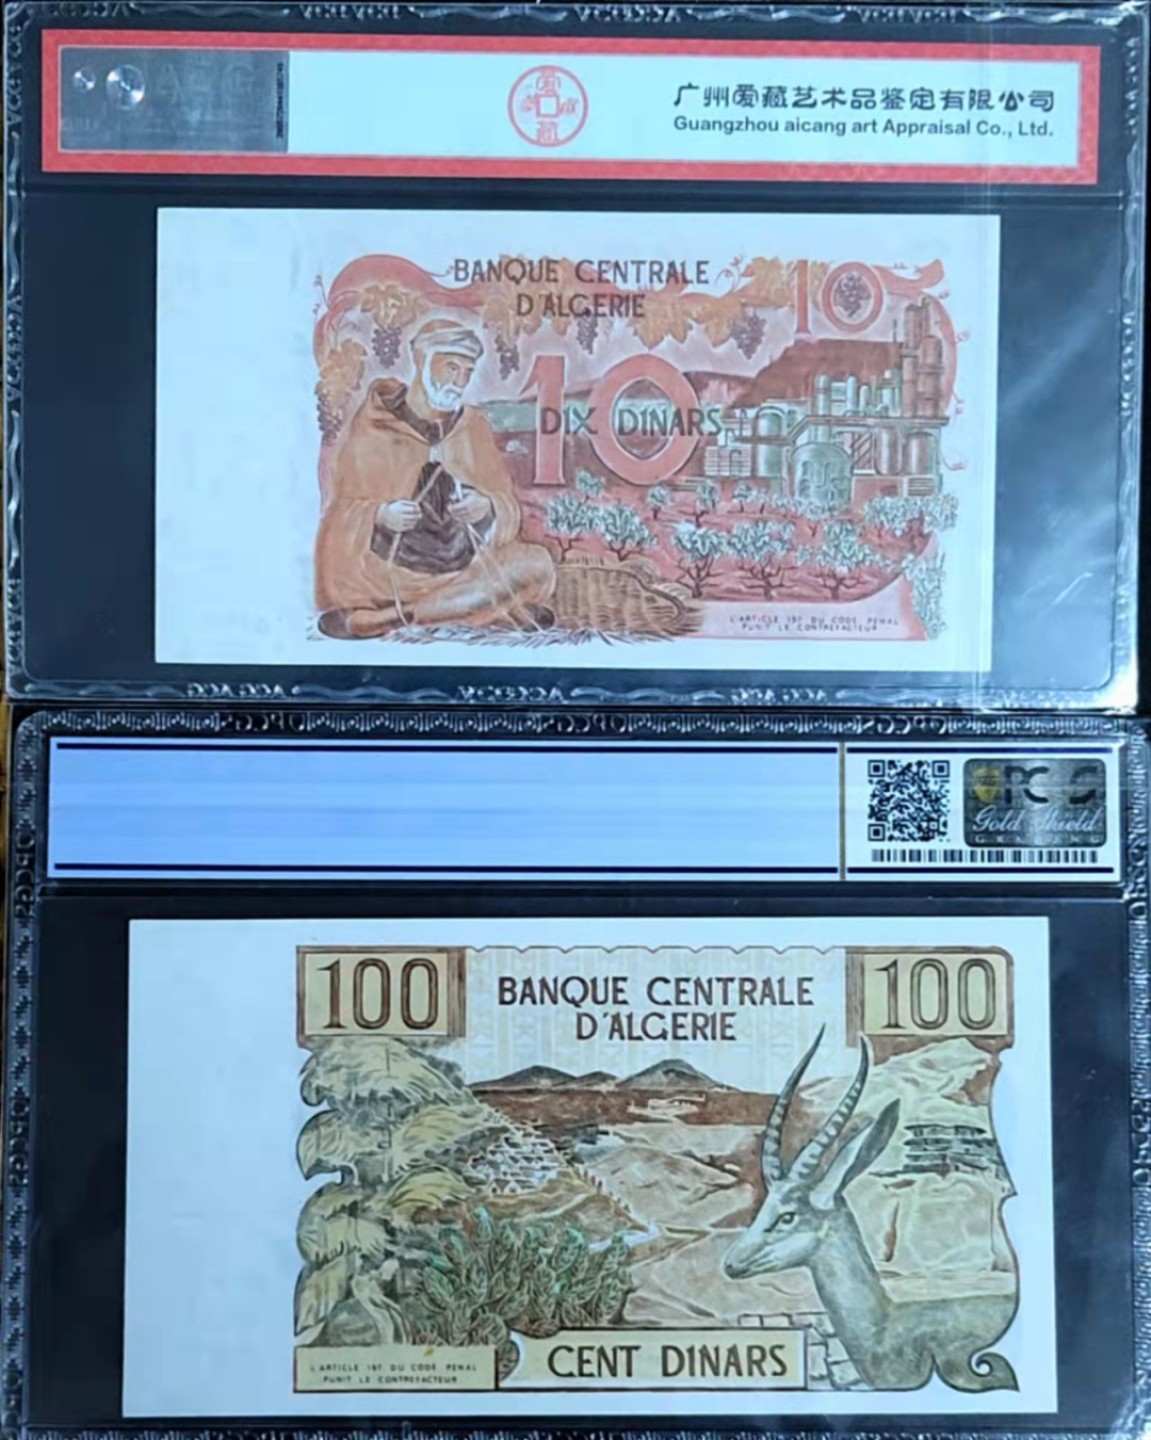 广州爱藏艺术品鉴定有限公司
Guangzhou aicang art Appraisal Co., Ltd.
BANQUE CENTRALE
D'ALGERIE
10
10
DIX DINARS
L'ARTICLE 197 DU CODE PENAL
PUNIT LE CONTREFACTEUR
PCGS
Gold Shield
GRADING
100
BANQUE CENTRALE
D'ALGERIE
100
L'ARTICLE 197 DU CODE PENAL
PUNIT LE CONTREFACTEUR
CENT DINARS